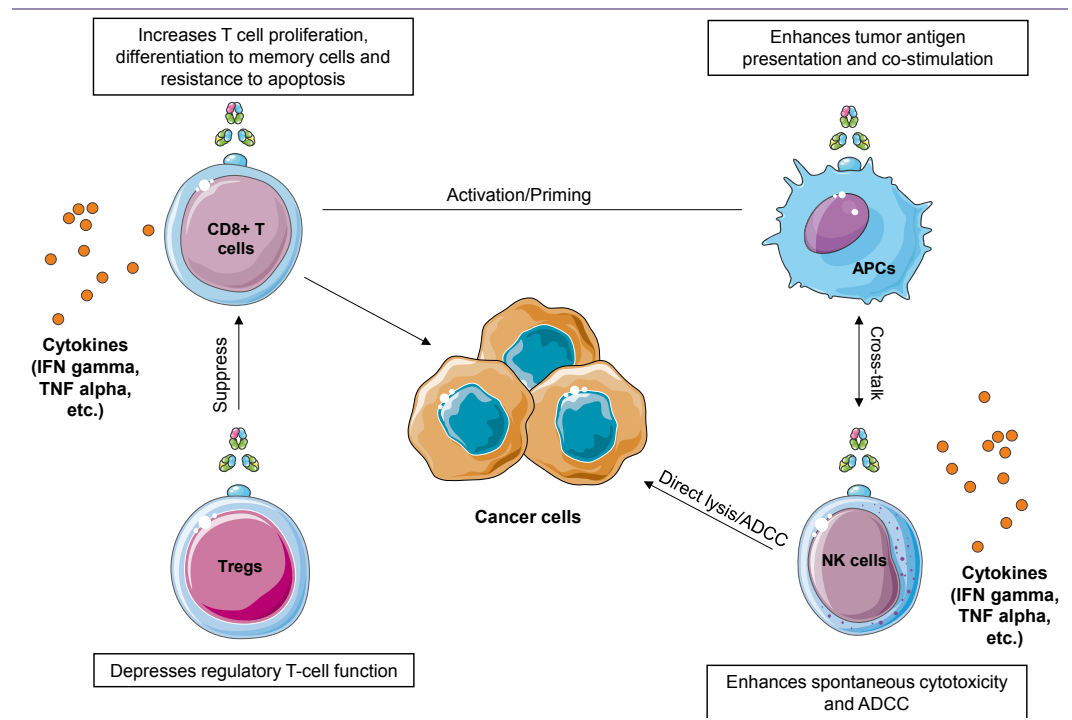 Increases T cell proliferation,
differentiation to memory cells and
resistance to apoptosis
Enhances tumor antigen
presentation and co-stimulation
Activation/Priming
CD8+ T
cells
APCs
Cytokines
(IFN gamma,
TNF alpha,
etc.)
Suppress
Cross-talk
Cancer cells
Direct lysis/ADCC
Tregs
NK cells
Cytokines
(IFN gamma,
TNF alpha,
etc.)
Depresses regulatory T-cell function
Enhances spontaneous cytotoxicity
and ADCC